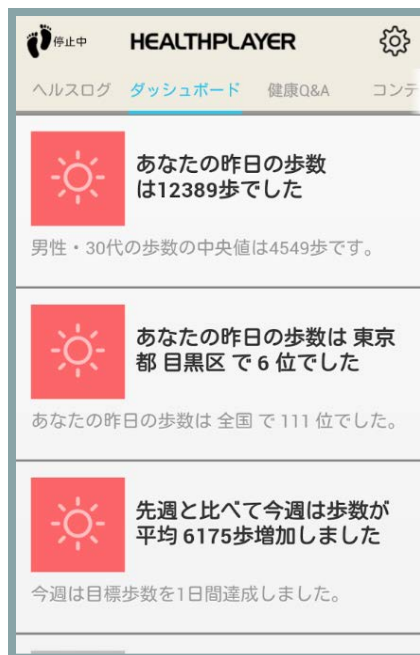 停止中 HEALTHPLAYER
ヘルスログ ダッシュボード 健康Q&A コンテ
あなたの昨日の歩数
は12389歩でした
男性・30代の歩数の中央値は4549歩です。
あなたの昨日の歩数は 東京
都 目黒区 で 6 位でした
あなたの昨日の歩数は 全国 で 111 位でした。
先週と比べて今週は歩数が
平均 6175歩増加しました
今週は目標歩数を1日間達成しました。